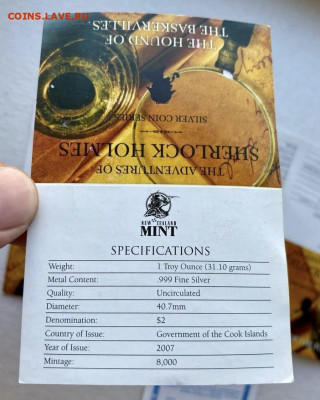 COINS.SU
THE ADVENTURES OF
SHERLOCK HOLMES
SILVER COIN SERIES
THE HOUND OF
THE BASKERVILLES
NEW ZEALAND
MINT
SPECIFICATIONS
Weight: 1 Troy Ounce (31.10 grams)
Metal Content: .999 Fine Silver
Quality: Uncirculated
Diameter: 40.7mm
Denomination: $2
Country of Issue: Government of the Cook Islands
Year of Issue: 2007
Mintage: 8,000